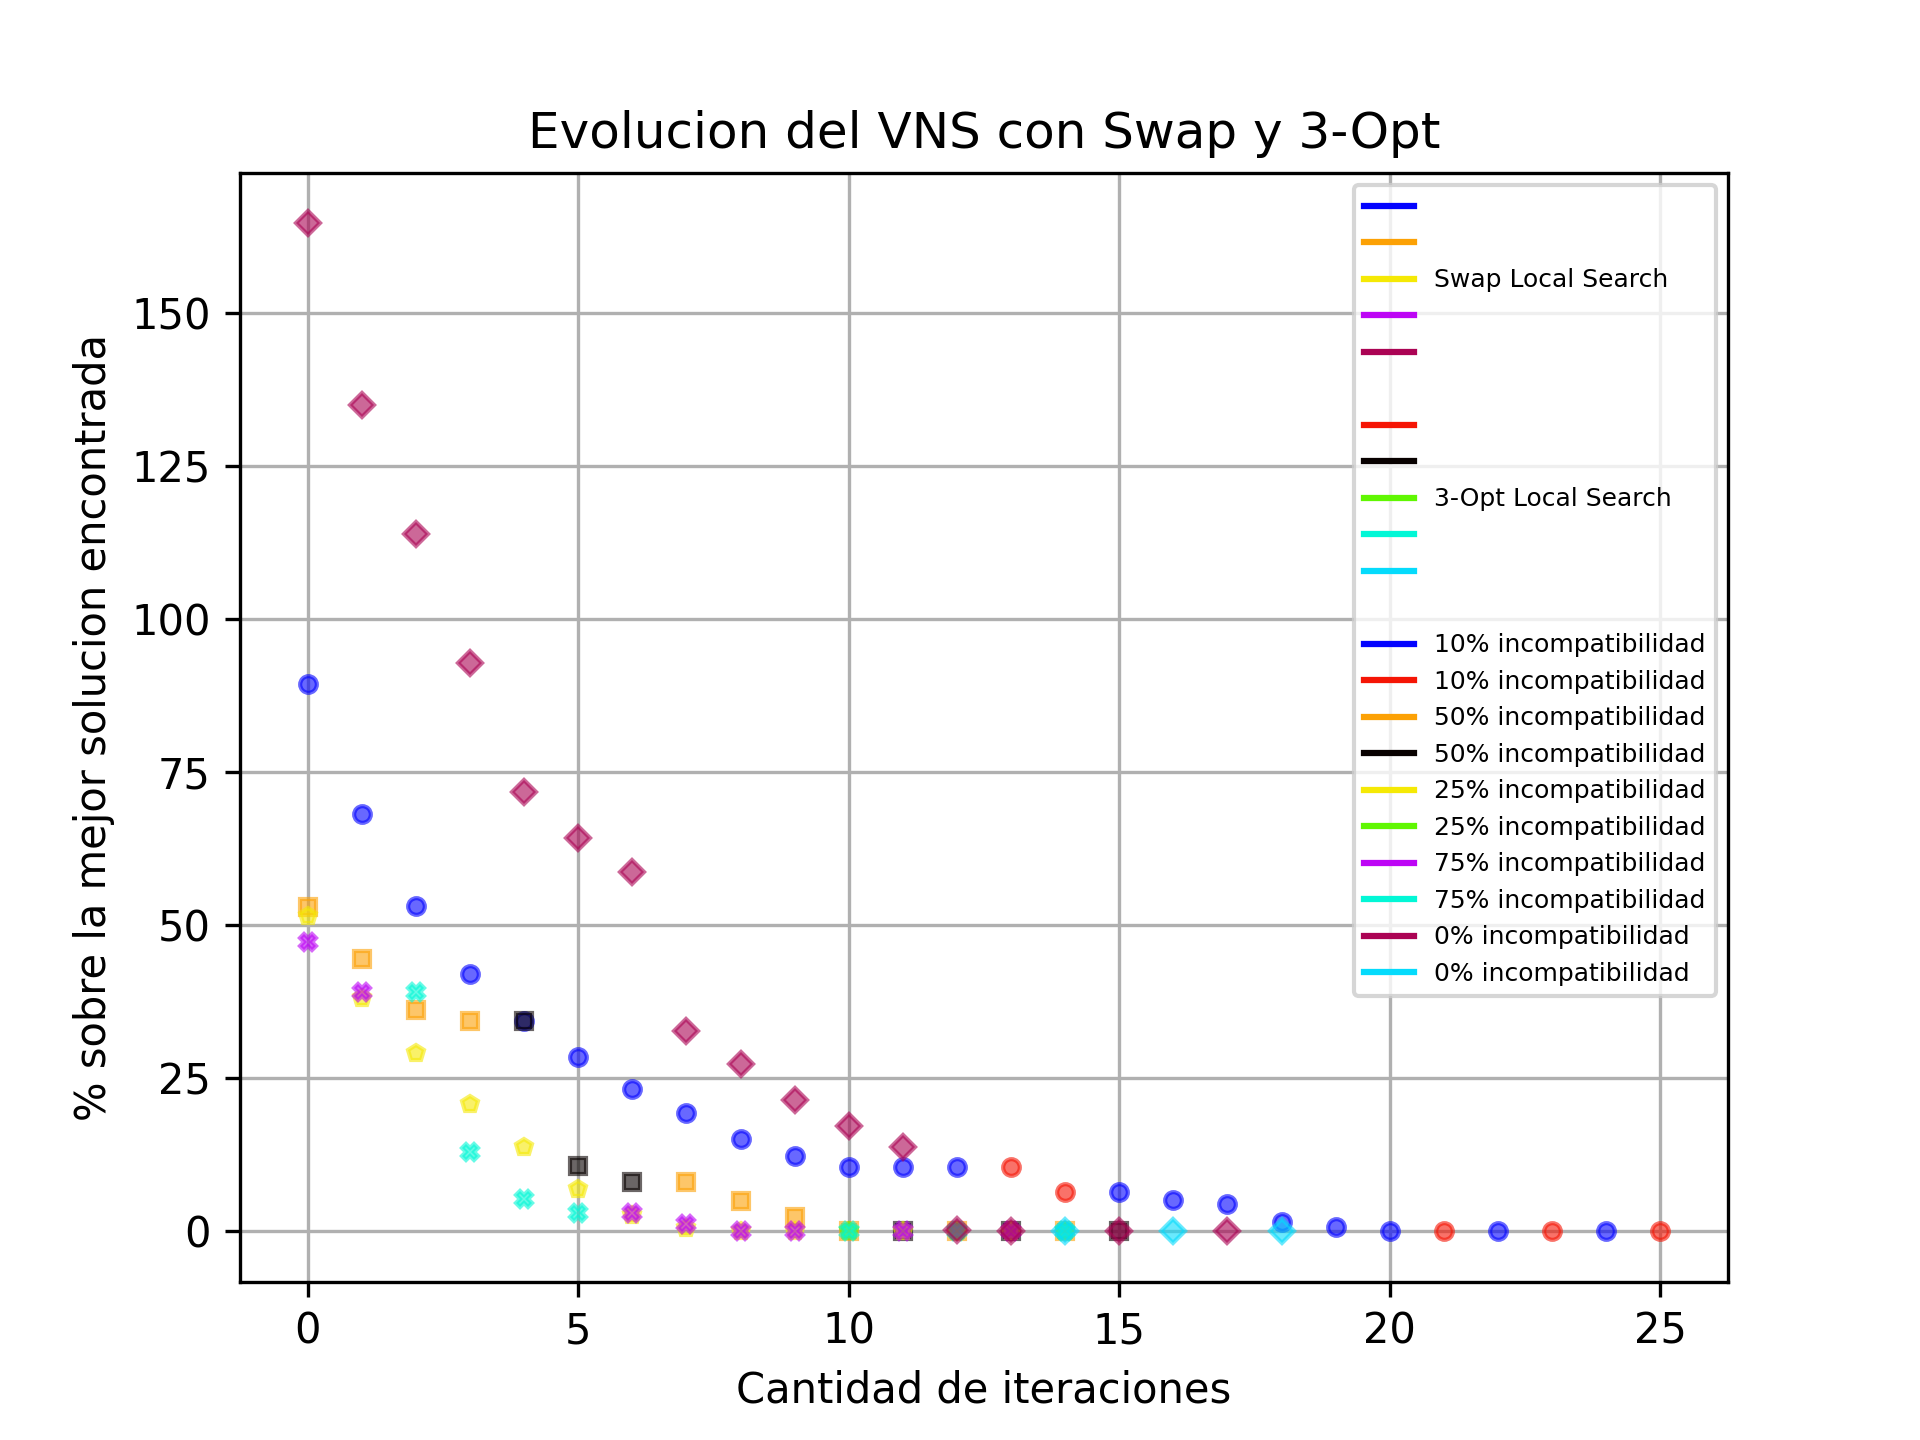 Evolucion del VNS con Swap y 3-Opt
% sobre la mejor solucion encontrada
150
125
100
75
50
25
0
Swap Local Search
3-Opt Local Search
10% incompatibilidad
10% incompatibilidad
50% incompatibilidad
50% incompatibilidad
25% incompatibilidad
25% incompatibilidad
75% incompatibilidad
75% incompatibilidad
0% incompatibilidad
0% incompatibilidad
0 5 10 15 20 25
Cantidad de iteraciones